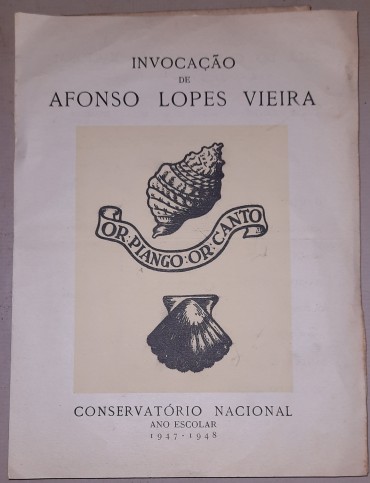 INVOCAÇÃO
DE
AFONSO LOPES VIEIRA
OR·PIANGO·OR·CANTO
CONSERVATÓRIO NACIONAL
ANO ESCOLAR
1947-1948